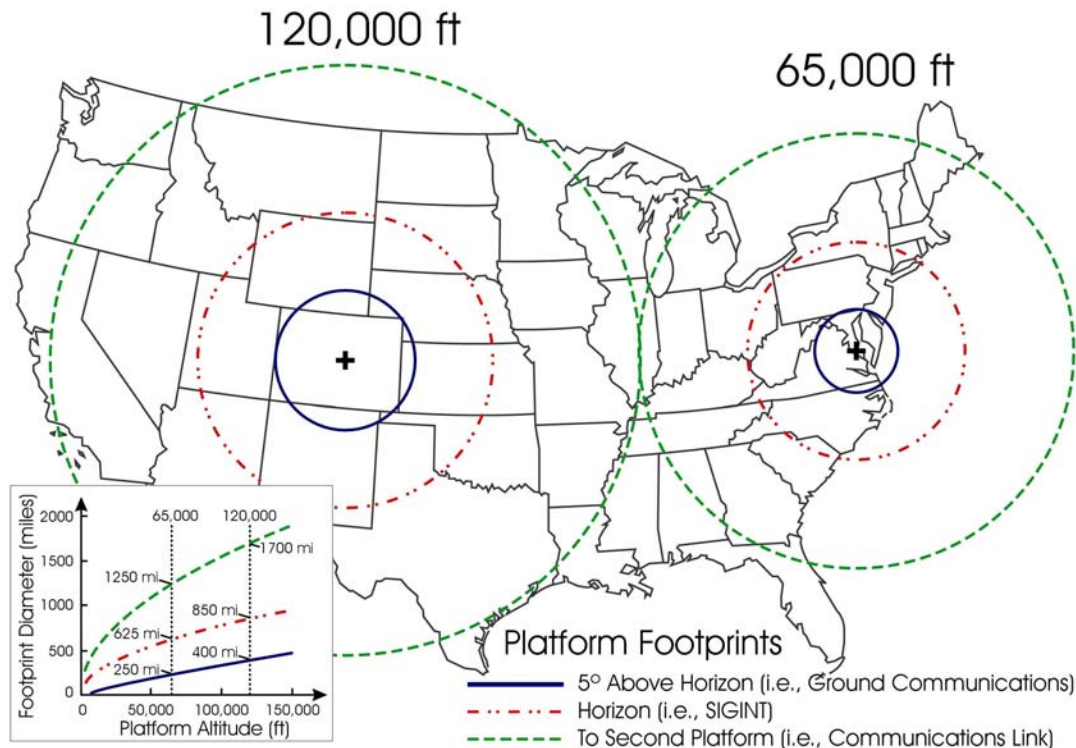 120,000 ft
65,000 ft
Footprint Diameter (miles)
2000
1500
1000
500
0
65,000
120,000
1250 mi
1700 mi
625 mi
850 mi
250 mi
400 mi
0
50,000
100,000
150,000
Platform Altitude (ft)
Platform Footprints
5° Above Horizon (i.e., Ground Communications)
Horizon (i.e., SIGINT)
To Second Platform (i.e., Communications Link)